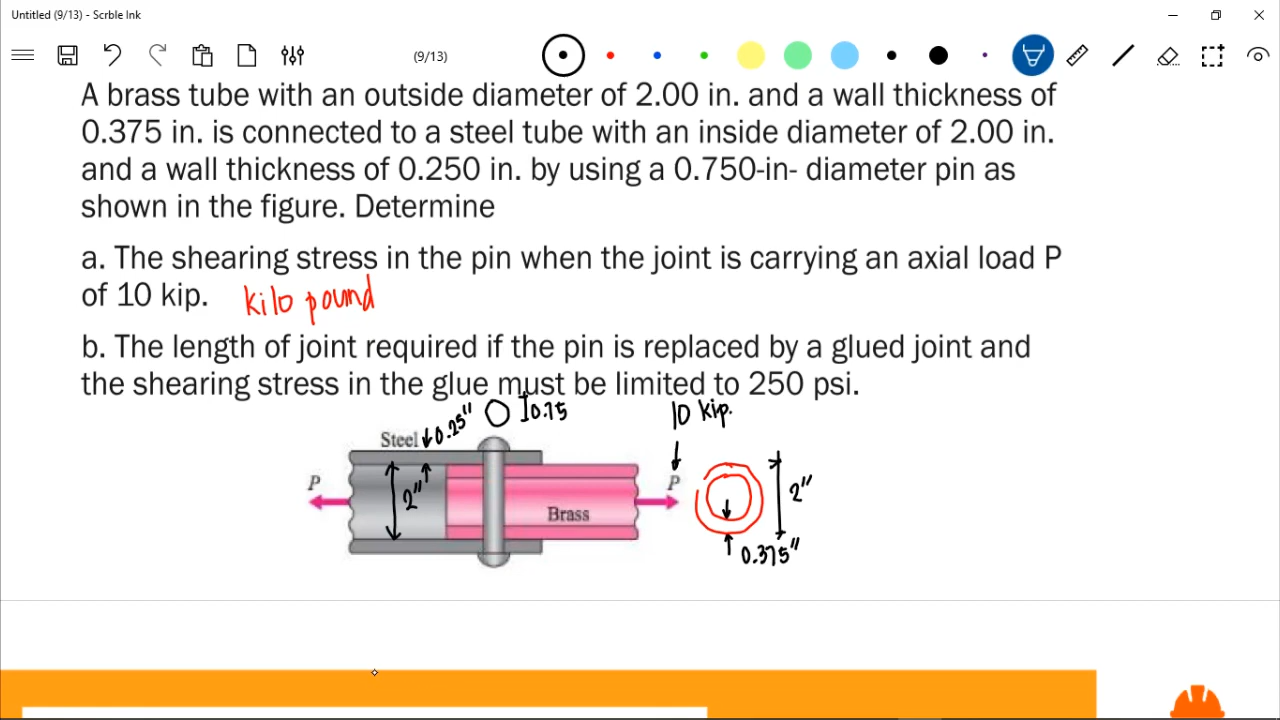 Untitled (9/13) - Scrble Ink
(9/13)
A brass tube with an outside diameter of 2.00 in. and a wall thickness of
0.375 in. is connected to a steel tube with an inside diameter of 2.00 in.
and a wall thickness of 0.250 in. by using a 0.750-in- diameter pin as
shown in the figure. Determine
a. The shearing stress in the pin when the joint is carrying an axial load P
of 10 kip. kilo pound
b. The length of joint required if the pin is replaced by a glued joint and
the shearing stress in the glue must be limited to 250 psi.
Steel 0.25" 0.75 10 kip.
P 2" P 2"
Brass
0.375"